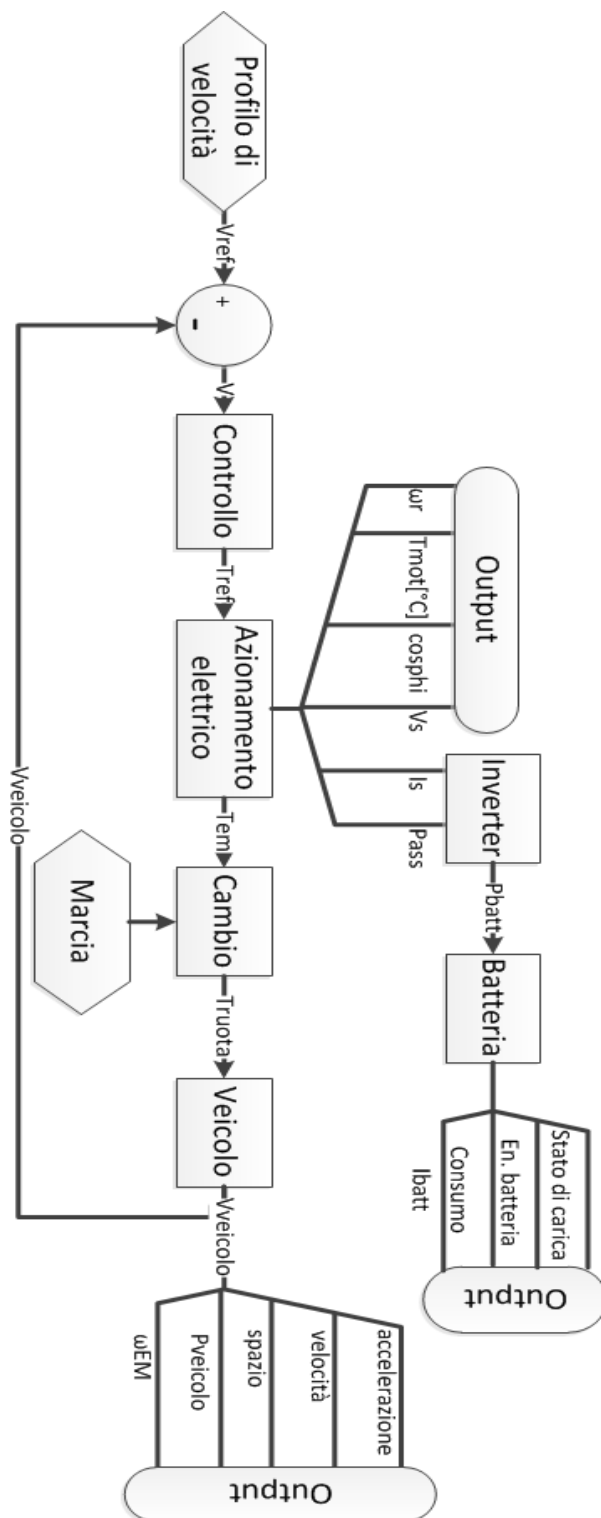 Profilo di
velocità
Vref
+
-
V
Controllo
Tref
Azionamento
elettrico
Tem
Cambio
Truota
Veicolo
Vveicolo
Marcia
Vveicolo
Output
ωr
Tmot[°C]
cosphi
Vs
Is
Pass
Inverter
Pbatt
Batteria
Stato di carica
En. batteria
Consumo
Ibatt
Output
accelerazione
velocità
spazio
Pveicolo
ωEM
Output